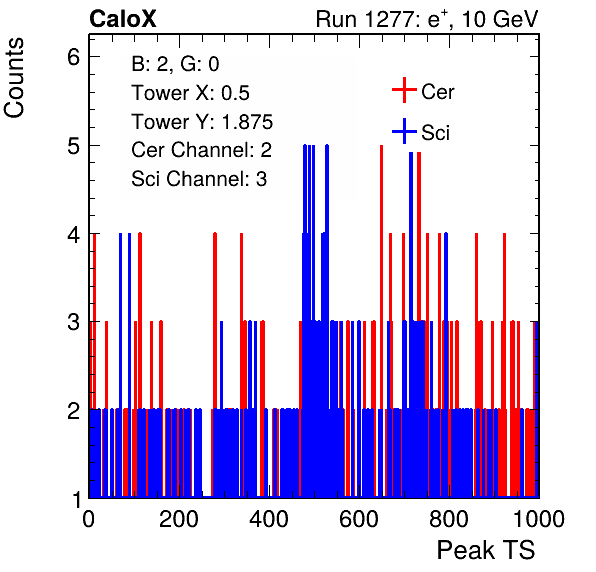 CaloX Run 1277: e⁺, 10 GeV
Counts
B: 2, G: 0
Tower X: 0.5
Tower Y: 1.875
Cer Channel: 2
Sci Channel: 3
Cer
Sci
6
5
4
3
2
1
0 200 400 600 800 1000
Peak TS